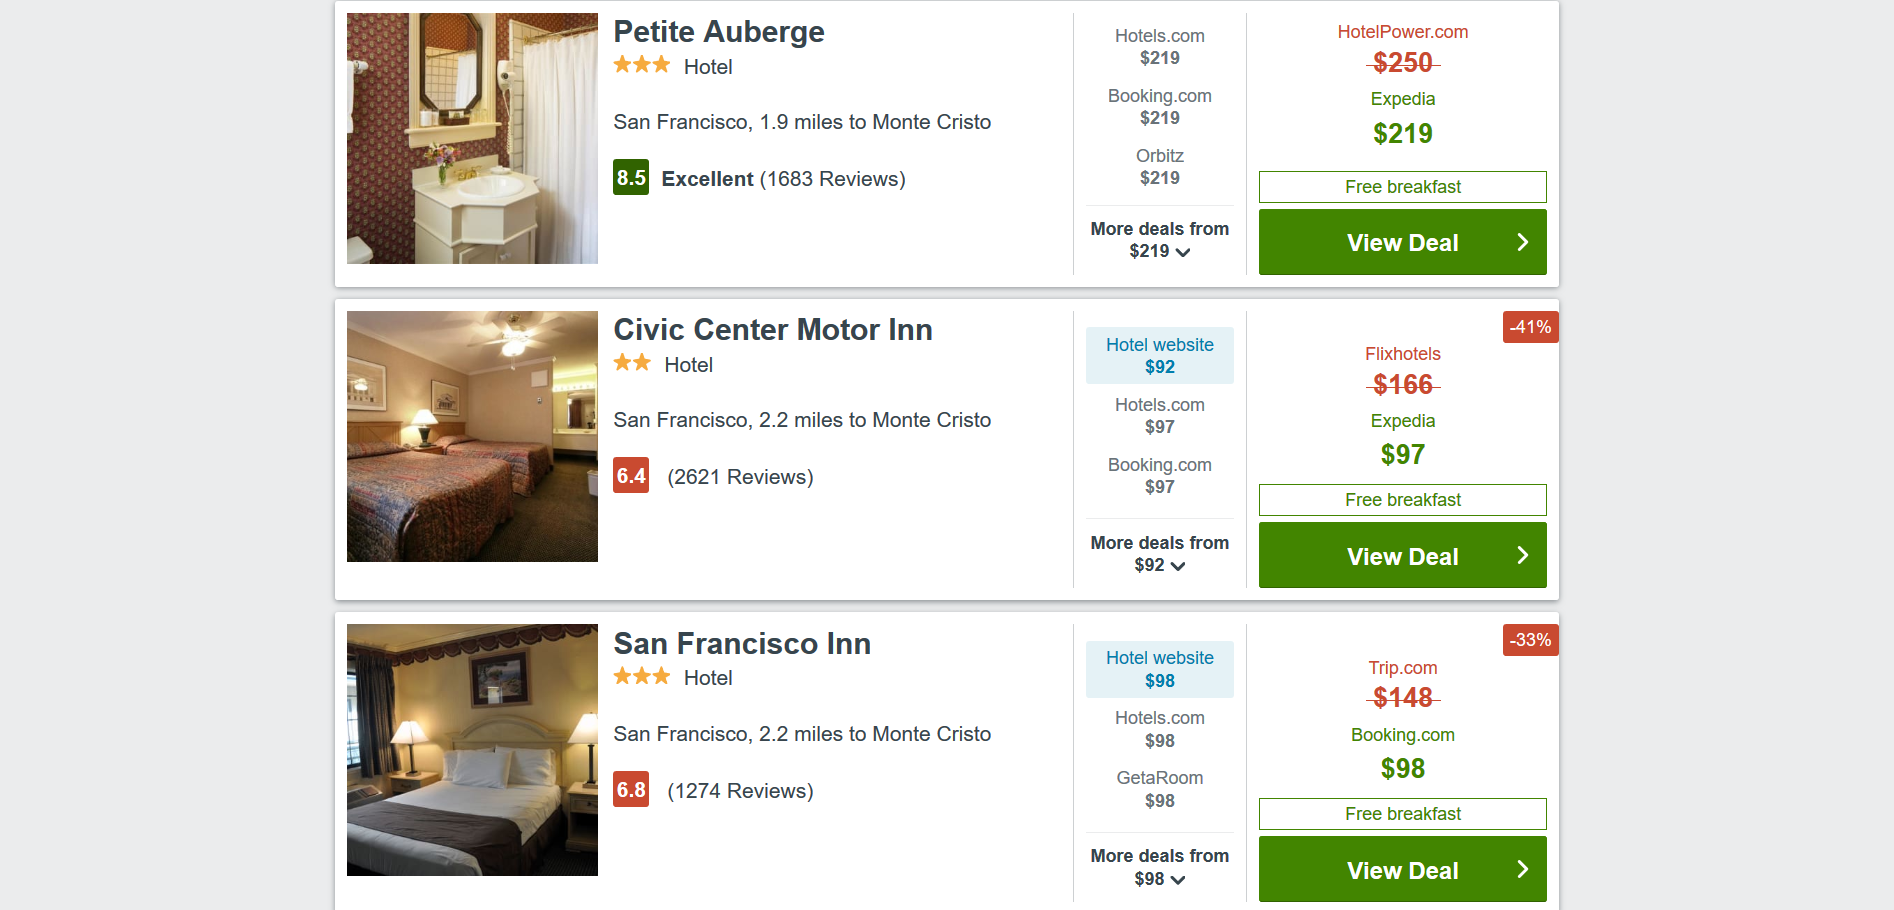 Petite Auberge
Hotel
San Francisco, 1.9 miles to Monte Cristo
8.5 Excellent (1683 Reviews)
Hotels.com
$219
Booking.com
$219
Orbitz
$219
More deals from
$219
HotelPower.com
$250
Expedia
$219
Free breakfast
View Deal
Civic Center Motor Inn
Hotel
San Francisco, 2.2 miles to Monte Cristo
6.4 (2621 Reviews)
Hotel website
$92
Hotels.com
$97
Booking.com
$97
More deals from
$92
-41%
Flixhotels
$166
Expedia
$97
Free breakfast
View Deal
San Francisco Inn
Hotel
San Francisco, 2.2 miles to Monte Cristo
6.8 (1274 Reviews)
Hotel website
$98
Hotels.com
$98
GetaRoom
$98
More deals from
$98
-33%
Trip.com
$148
Booking.com
$98
Free breakfast
View Deal